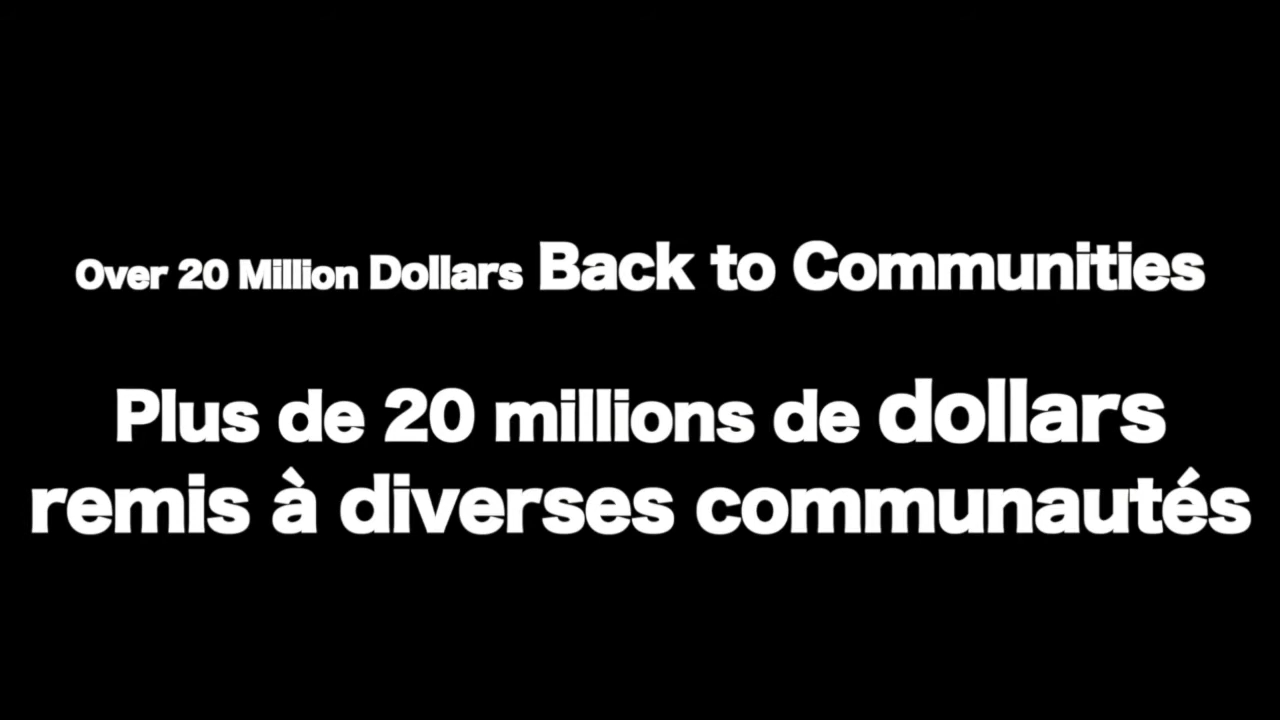 Over 20 Million Dollars Back to Communities
Plus de 20 millions de dollars
remis à diverses communautés